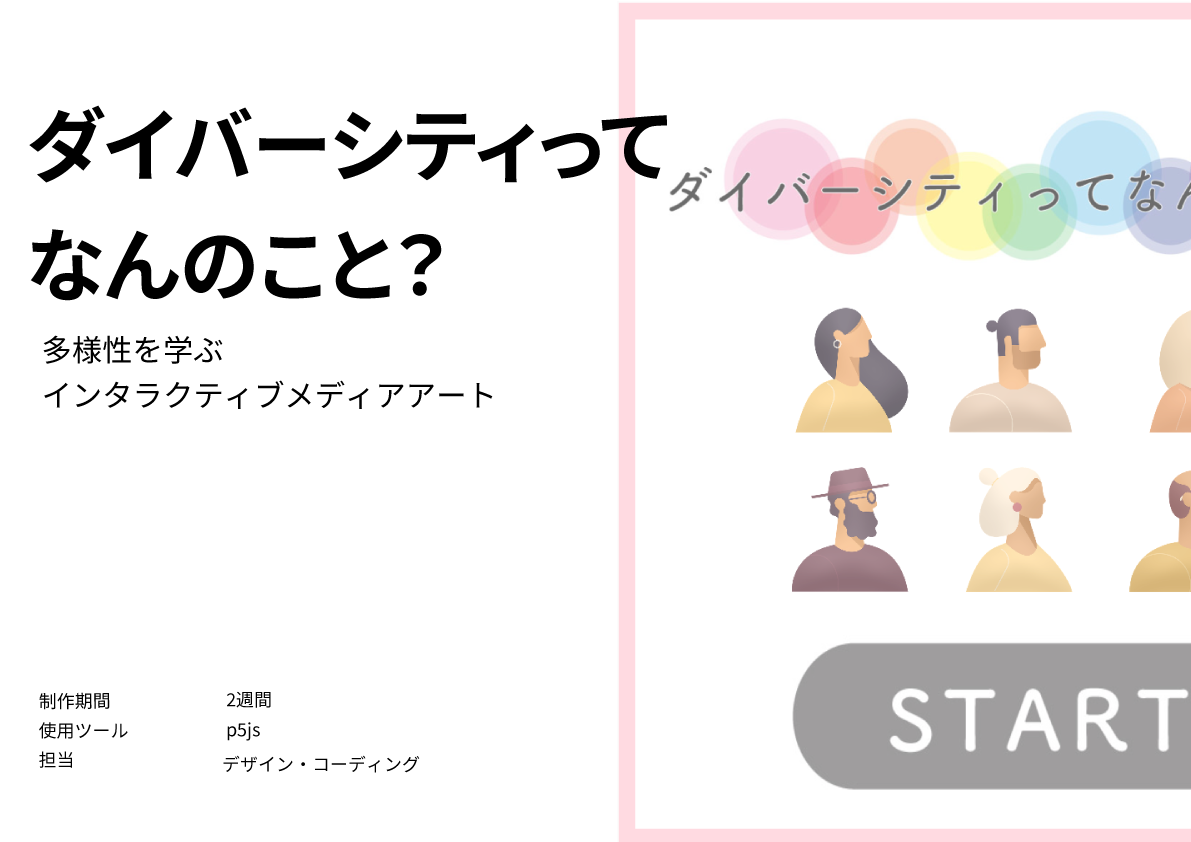 ダイバーシティって
なんのこと?
多様性を学ぶ
インタラクティブメディアアート
制作期間 2週間
使用ツール p5js
担当 デザイン・コーディング
ダイバーシティってな
START